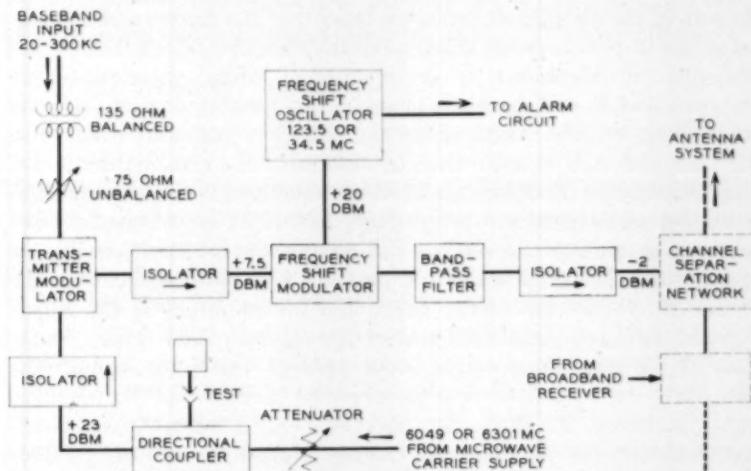 BASEBAND
INPUT
20-300 KC
135 OHM
BALANCED
75 OHM
UNBALANCED
FREQUENCY
SHIFT
OSCILLATOR
123.5 OR
34.5 MC
TO ALARM
CIRCUIT
TO
ANTENNA
SYSTEM
+20
DBM
TRANS-
MITTER
MODU-
LATOR
ISOLATOR
+7.5
DBM
FREQUENCY
SHIFT
MODULATOR
BAND-
PASS
FILTER
ISOLATOR
-2
DBM
CHANNEL
SEPAR-
ATION
NETWORK
ISOLATOR
TEST
FROM
BROADBAND
RECEIVER
+23
DBM
DIRECTIONAL
COUPLER
ATTENUATOR
6049 OR 6301 MC
FROM MICROWAVE
CARRIER SUPPLY